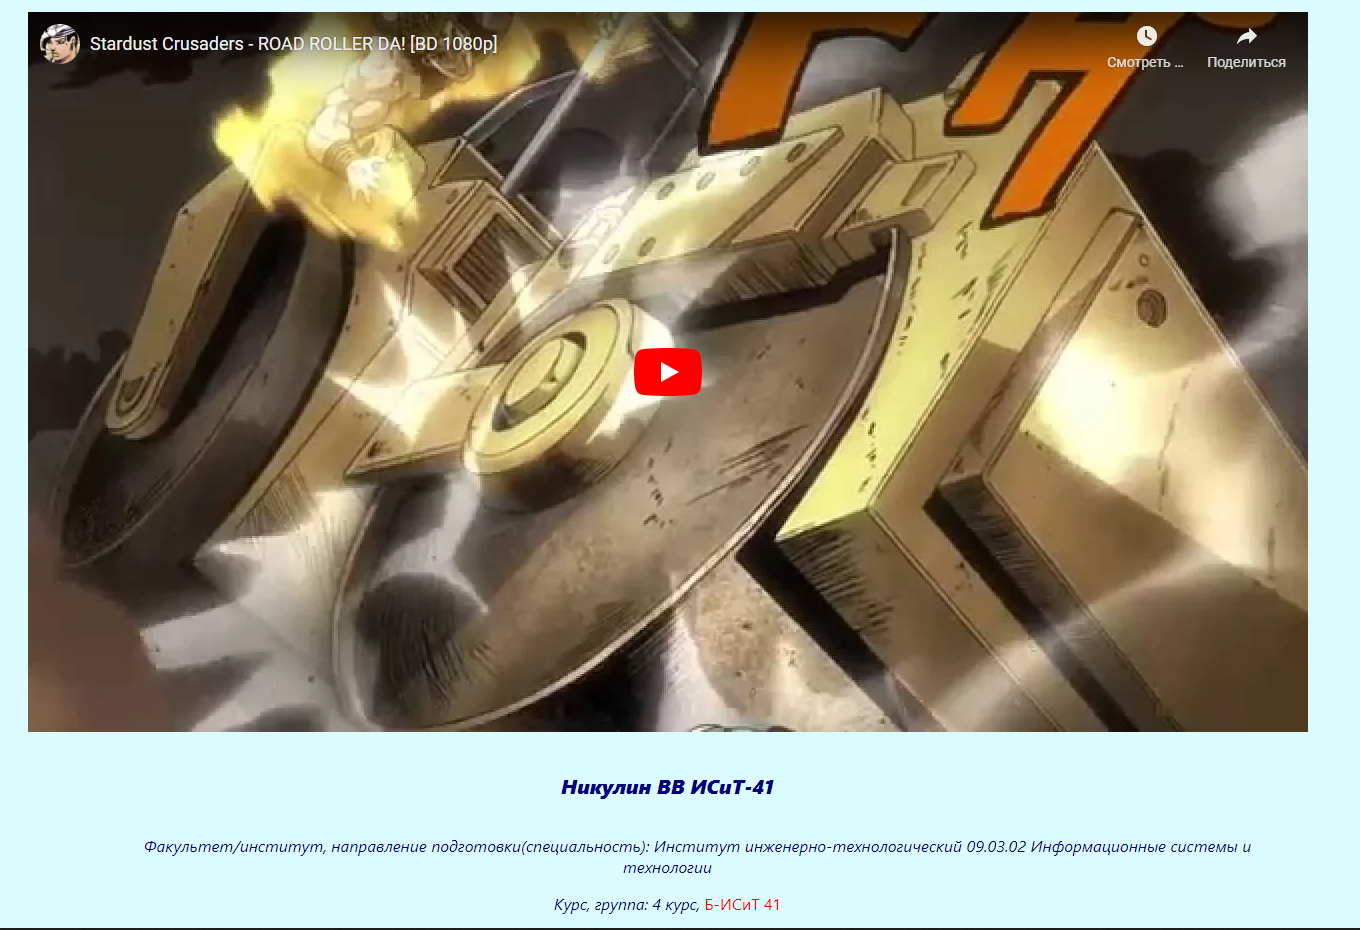 Stardust Crusaders - ROAD ROLLER DA! [BD 1080p]
Смотреть ...
Поделиться
Никулин ВВ ИСиТ-41
Факультет/институт, направление подготовки(специальность): Институт инженерно-технологический 09.03.02 Информационные системы и
технологии
Курс, группа: 4 курс, Б-ИСиТ 41